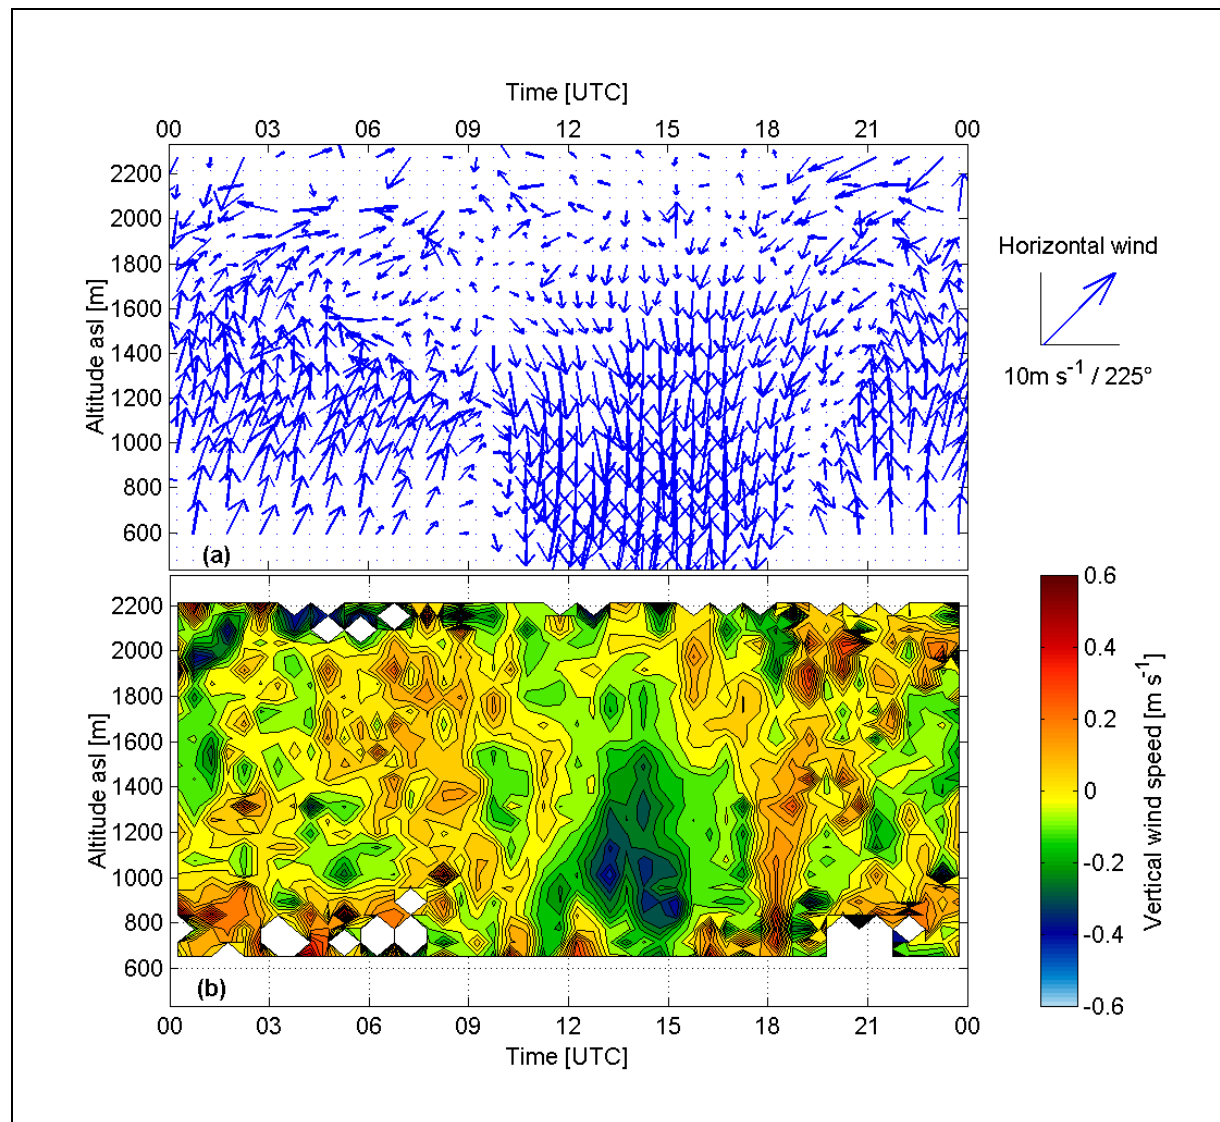 Time [UTC]
00 03 06 09 12 15 18 21 00
2200
2000
1800
1600
1400
1200
1000
800
600
Altitude asl [m]
(a)
Horizontal wind
10m s⁻¹ / 225°
2200
2000
1800
1600
1400
1200
1000
800
600
Altitude asl [m]
(b)
00 03 06 09 12 15 18 21 00
Time [UTC]
0.6
0.4
0.2
0
-0.2
-0.4
-0.6
Vertical wind speed [m s⁻¹]